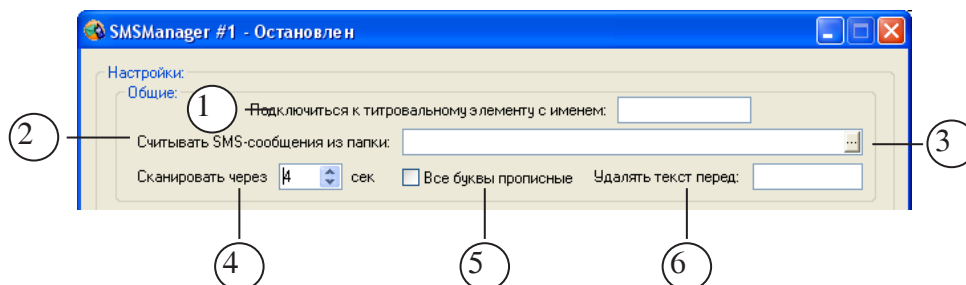 SMSManager #1 - Остановлен
Настройки:
Общие:
1 Подключиться к титровальному элементу с именем:
2 Считывать SMS-сообщения из папки: ... 3
Сканировать через 4 сек Все буквы прописные Удалять текст перед:
4 5 6